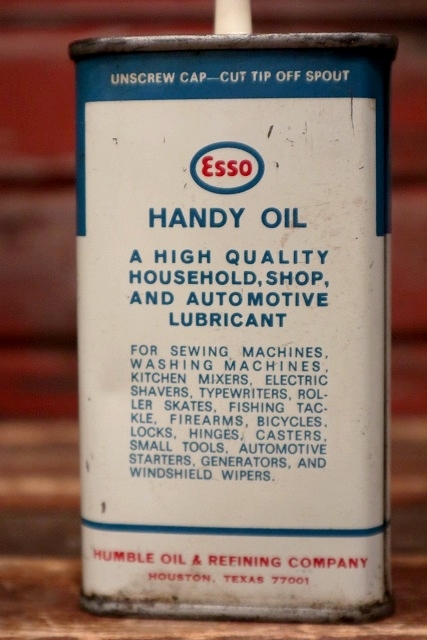 UNSCREW CAP—CUT TIP OFF SPOUT
Esso
HANDY OIL
A HIGH QUALITY
HOUSEHOLD, SHOP,
AND AUTOMOTIVE
LUBRICANT
FOR SEWING MACHINES,
WASHING MACHINES,
KITCHEN MIXERS, ELECTRIC
SHAVERS, TYPEWRITERS, ROL-
LER SKATES, FISHING TAC-
KLE, FIREARMS, BICYCLES,
LOCKS, HINGES, CASTERS,
SMALL TOOLS, AUTOMOTIVE
STARTERS, GENERATORS, AND
WINDSHIELD WIPERS.
HUMBLE OIL & REFINING COMPANY
HOUSTON, TEXAS 77001